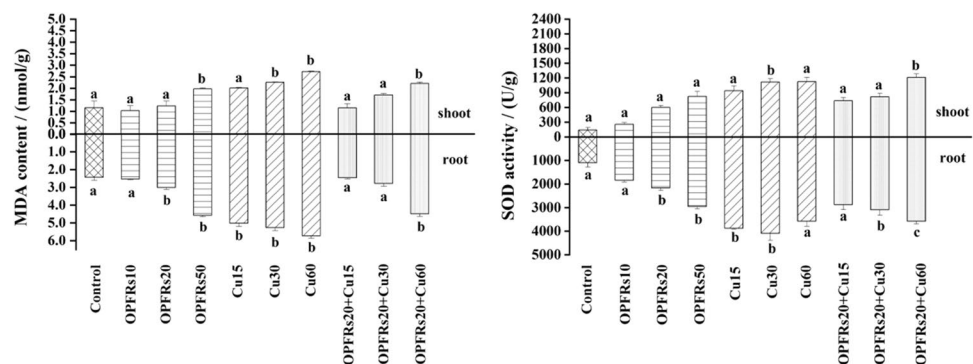 MDA content / (nmol/g)
5.0
4.5
4.0
3.5
3.0
2.5
2.0
1.5
1.0
0.5
0.0
1.0
2.0
3.0
4.0
5.0
6.0
a a a b a b b a a b
shoot
root
a a b b b b b a a b
Control
OPFRs10
OPFRs20
OPFRs50
Cu15
Cu30
Cu60
OPFRs20+Cu15
OPFRs20+Cu30
OPFRs20+Cu60
SOD activity / (U/g)
2400
2100
1800
1500
1200
900
600
300
0
1000
2000
3000
4000
5000
a a a a a b a a a b
shoot
root
a a b b b b a a b c
Control
OPFRs10
OPFRs20
OPFRs50
Cu15
Cu30
Cu60
OPFRs20+Cu15
OPFRs20+Cu30
OPFRs20+Cu60